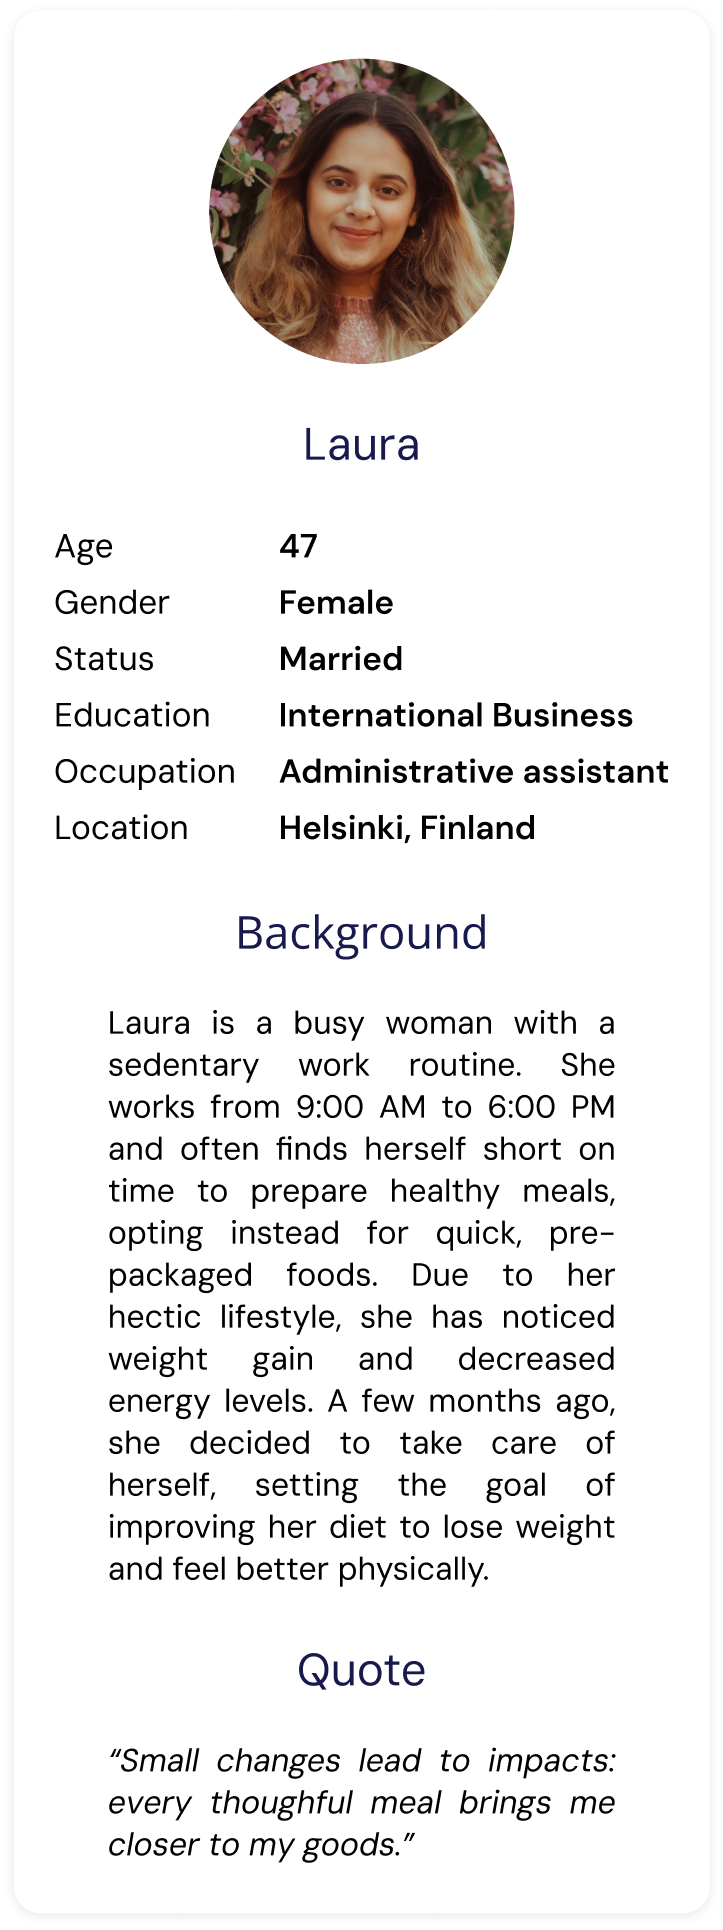 Laura
Age 47
Gender Female
Status Married
Education International Business
Occupation Administrative assistant
Location Helsinki, Finland
Background
Laura is a busy woman with a
sedentary work routine. She
works from 9:00 AM to 6:00 PM
and often finds herself short on
time to prepare healthy meals,
opting instead for quick, pre-
packaged foods. Due to her
hectic lifestyle, she has noticed
weight gain and decreased
energy levels. A few months ago,
she decided to take care of
herself, setting the goal of
improving her diet to lose weight
and feel better physically.
Quote
“Small changes lead to impacts:
every thoughful meal brings me
closer to my goods.”